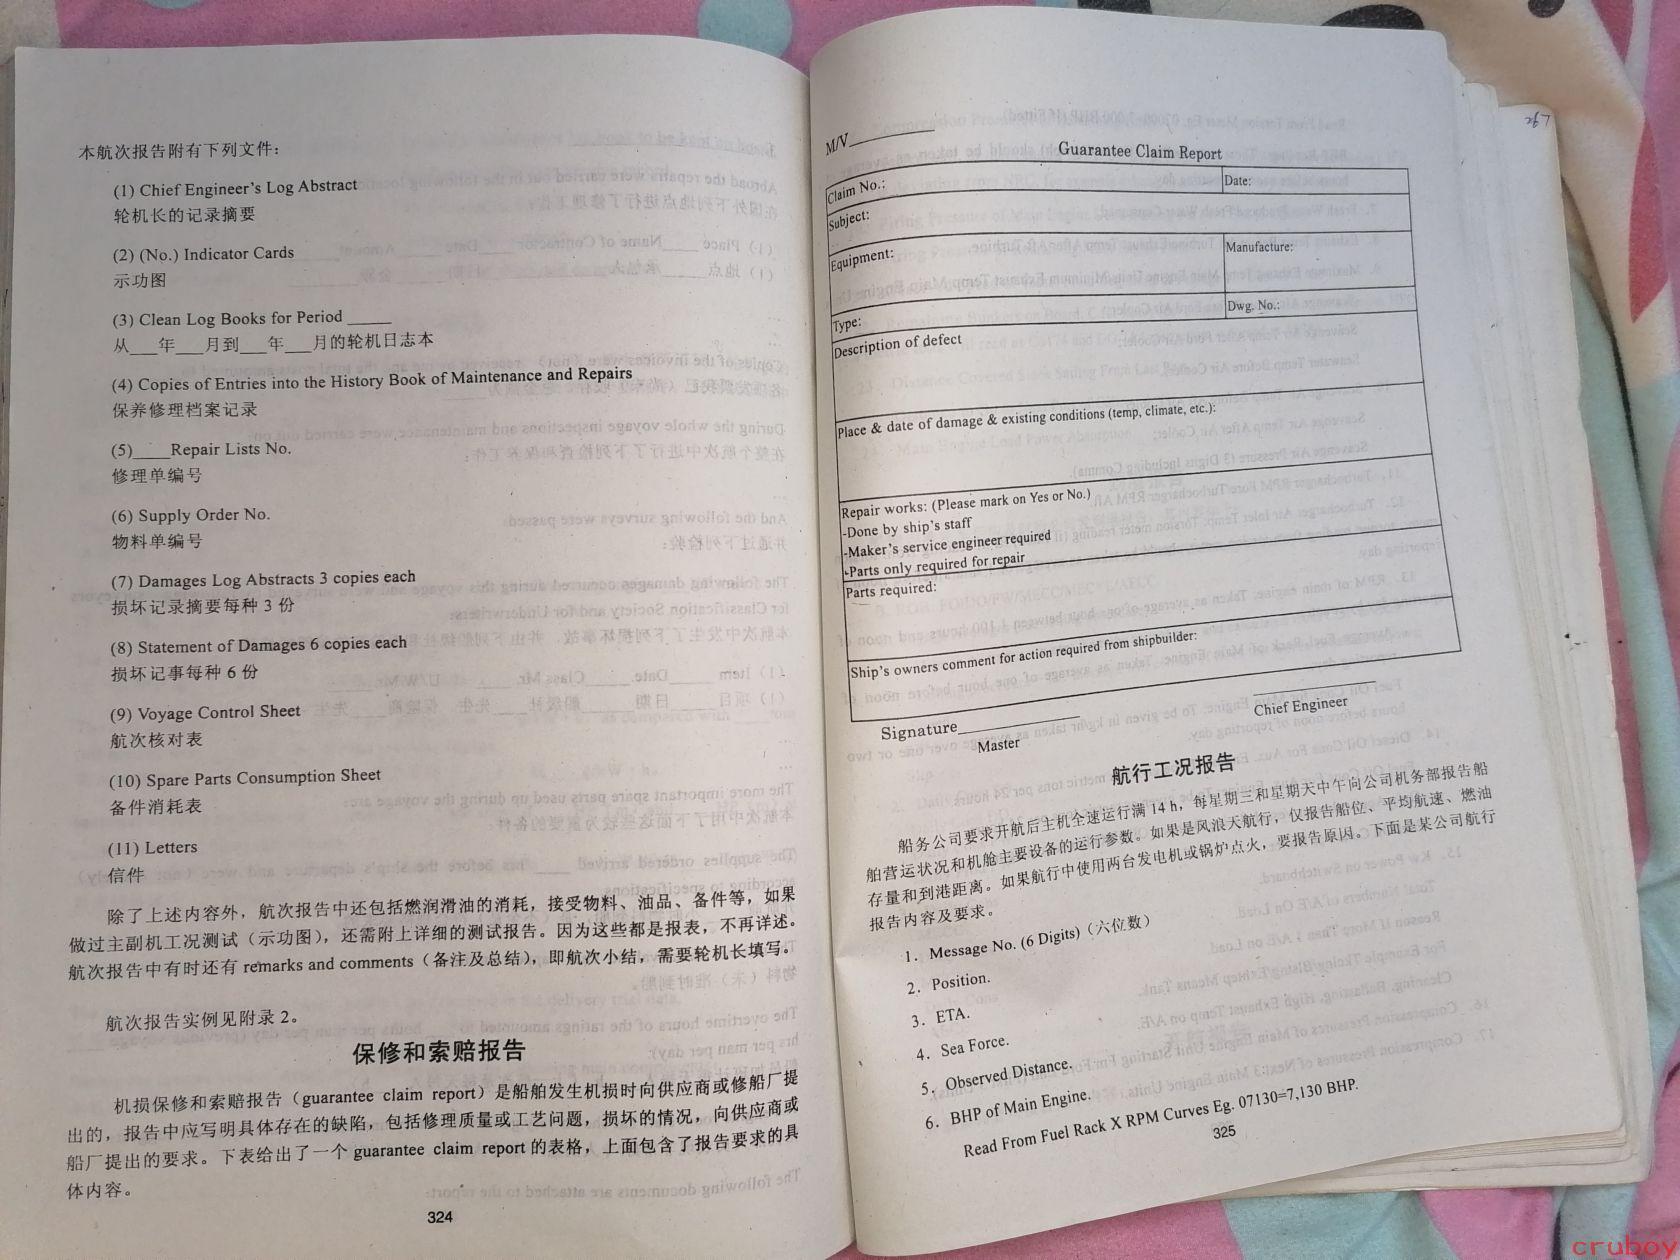 本航次报告附有下列文件:
(1) Chief Engineer's Log Abstract
轮机长的记录摘要
(2) (No.) Indicator Cards
示功图
(3) Clean Log Books for Period _____
从___年___月到___年___月的轮机日志本
(4) Copies of Entries into the History Book of Maintenance and Repairs
保养修理档案记录
(5)____Repair Lists No.
修理单编号
(6) Supply Order No.
物料单编号
(7) Damages Log Abstracts 3 copies each
损坏记录摘要每种 3 份
(8) Statement of Damages 6 copies each
损坏记事每种 6 份
(9) Voyage Control Sheet
航次核对表
(10) Spare Parts Consumption Sheet
备件消耗表
(11) Letters
信件
除了上述内容外，航次报告中还包括燃润滑油的消耗，接受物料、油品、备件等，如果
做过主副机工况测试（示功图），还需附上详细的测试报告。因为这些都是报表，不再详述。
航次报告中有时还有 remarks and comments（备注及总结），即航次小结，需要轮机长填写。
航次报告实例见附录 2。
保修和索赔报告
机损保修和索赔报告（guarantee claim report）是船舶发生机损时向供应商或修船厂提
出的，报告中应写明具体存在的缺陷，包括修理质量或工艺问题，损坏的情况，向供应商或
船厂提出的要求。下表给出了一个 guarantee claim report 的表格，上面包含了报告要求的具
体内容。
324
M/V__________
Guarantee Claim Report
Claim No.:
Date:
Subject:
Equipment:
Manufacture:
Type:
Dwg. No.:
Description of defect
Place & date of damage & existing conditions (temp, climate, etc.):
Repair works: (Please mark on Yes or No.)
-Done by ship's staff
-Maker's service engineer required
-Parts only required for repair
Parts required:
Ship's owners comment for action required from shipbuilder:
Signature______________
Master
Chief Engineer
航行工况报告
船务公司要求开航后主机全速运行满 14 h，每星期三和星期天中午向公司机务部报告船
舶营运状况和机舱主要设备的运行参数。如果是风浪天航行，仅报告船位、平均航速、燃油
存量和到港距离。如果航行中使用两台发电机或锅炉点火，要报告原因。下面是某公司航行
报告内容及要求。
1. Message No. (6 Digits)（六位数）
2. Position.
3. ETA.
4. Sea Force.
5. Observed Distance.
6. BHP of Main Engine.
Read From Fuel Rack X RPM Curves Eg. 07130=7,130 BHP.
325
cruboy